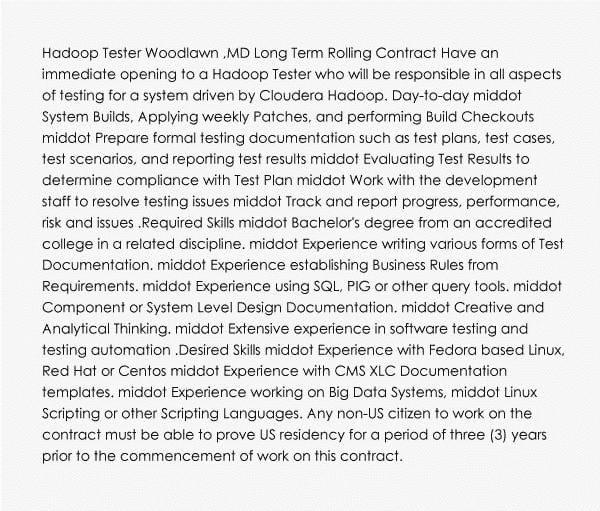 Hadoop Tester Woodlawn ,MD Long Term Rolling Contract Have an
immediate opening to a Hadoop Tester who will be responsible in all aspects
of testing for a system driven by Cloudera Hadoop. Day-to-day middot
System Builds, Applying weekly Patches, and performing Build Checkouts
middot Prepare formal testing documentation such as test plans, test cases,
test scenarios, and reporting test results middot Evaluating Test Results to
determine compliance with Test Plan middot Work with the development
staff to resolve testing issues middot Track and report progress, performance,
risk and issues .Required Skills middot Bachelor's degree from an accredited
college in a related discipline. middot Experience writing various forms of Test
Documentation. middot Experience establishing Business Rules from
Requirements. middot Experience using SQL, PIG or other query tools. middot
Component or System Level Design Documentation. middot Creative and
Analytical Thinking. middot Extensive experience in software testing and
testing automation .Desired Skills middot Experience with Fedora based Linux,
Red Hat or Centos middot Experience with CMS XLC Documentation
templates. middot Experience working on Big Data Systems, middot Linux
Scripting or other Scripting Languages. Any non-US citizen to work on the
contract must be able to prove US residency for a period of three (3) years
prior to the commencement of work on this contract.